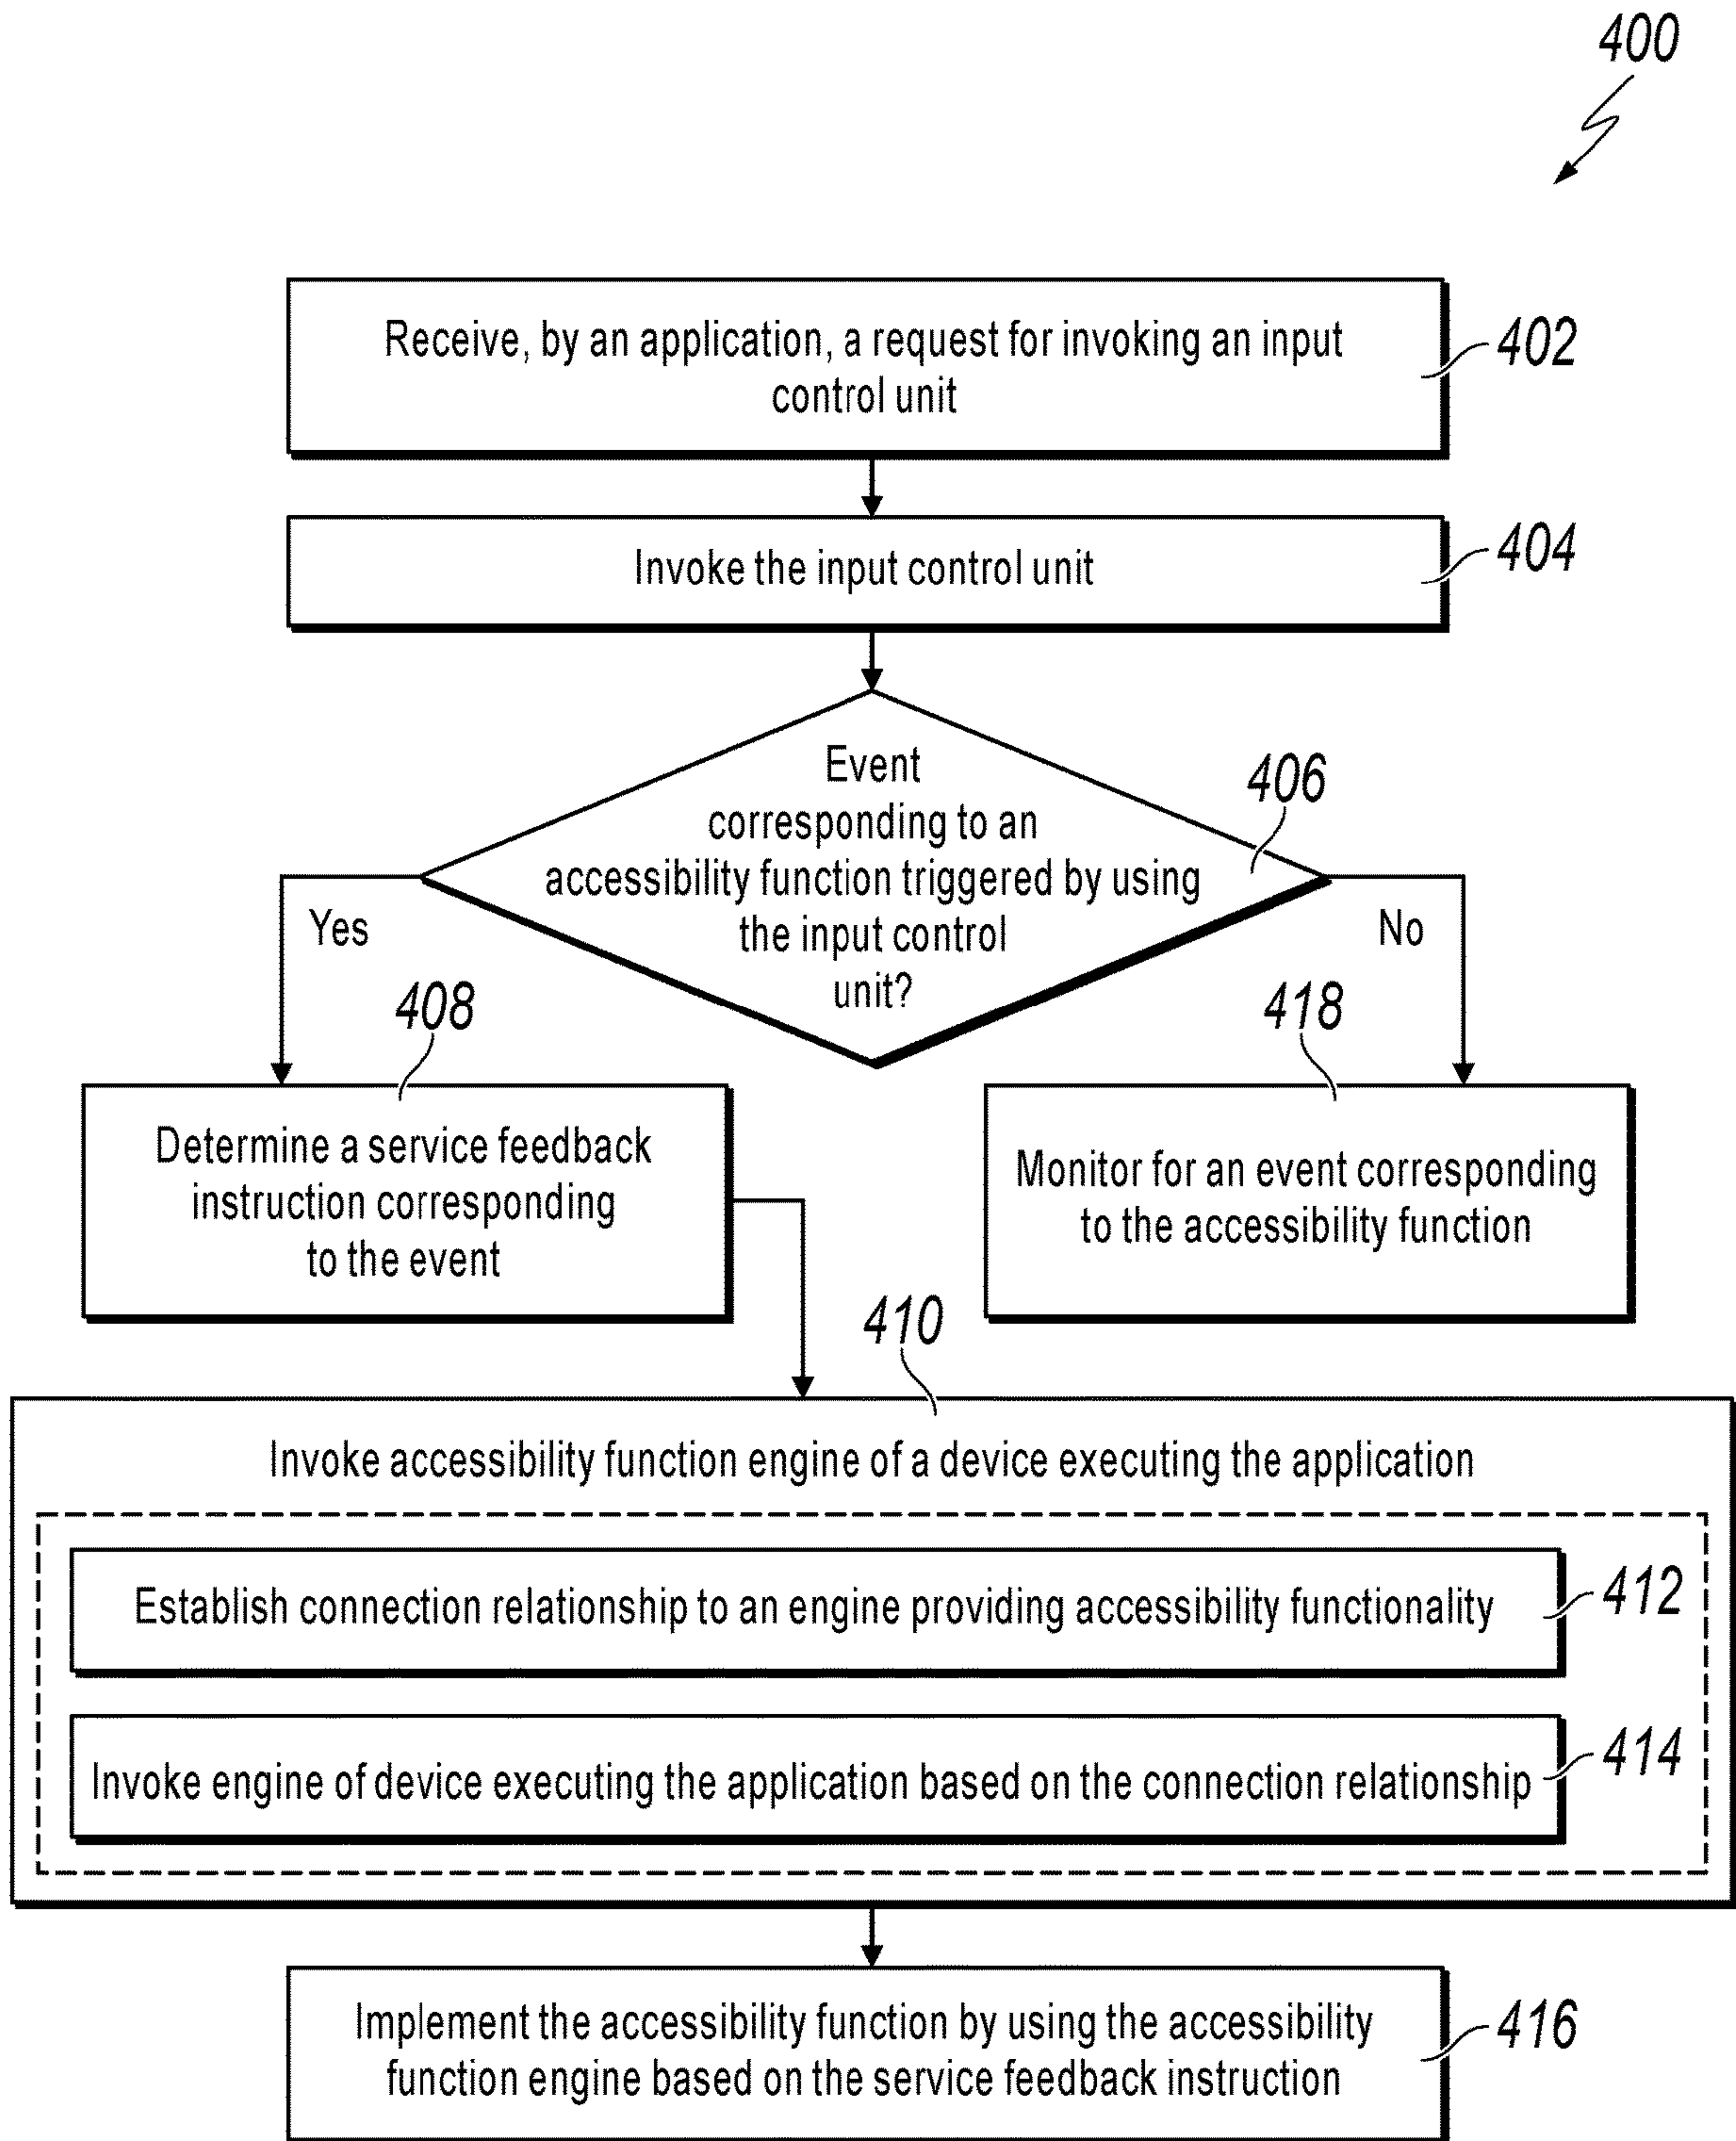 400
Receive, by an application, a request for invoking an input
control unit
402
Invoke the input control unit
404
Event
corresponding to an
accessibility function triggered by using
the input control
unit?
406
Yes
No
408
Determine a service feedback
instruction corresponding
to the event
418
Monitor for an event corresponding
to the accessibility function
410
Invoke accessibility function engine of a device executing the application
Establish connection relationship to an engine providing accessibility functionality
412
Invoke engine of device executing the application based on the connection relationship
414
Implement the accessibility function by using the accessibility
function engine based on the service feedback instruction
416